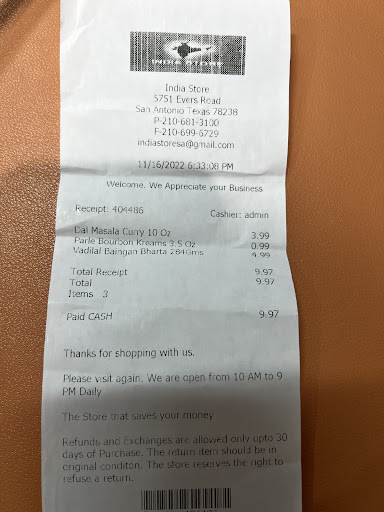 India Store
5751 Evers Road
San Antonio Texas 78238
P-210-681-3100
F-210-699-6729
indiastoresa@gmail.com
11/16/2022 6:33:08 PM
Welcome. We Appreciate your Business
Receipt: 404486 Cashier: admin
Dal Masala Curry 10 Oz 3.99
Parle Bourbon Kreams 3.5 Oz 0.99
Vadilal Baingan Bharta 284Gms 4.99
Total Receipt 9.97
Total 9.97
Items 3
Paid CASH 9.97
Thanks for shopping with us.
Please visit again. We are open from 10 AM to 9
PM Daily
The Store that saves your money
Refunds and Exchanges are allowed only upto 30
days of Purchase. The return item should be in
original conditon. The store reserves the right to
refuse a return.